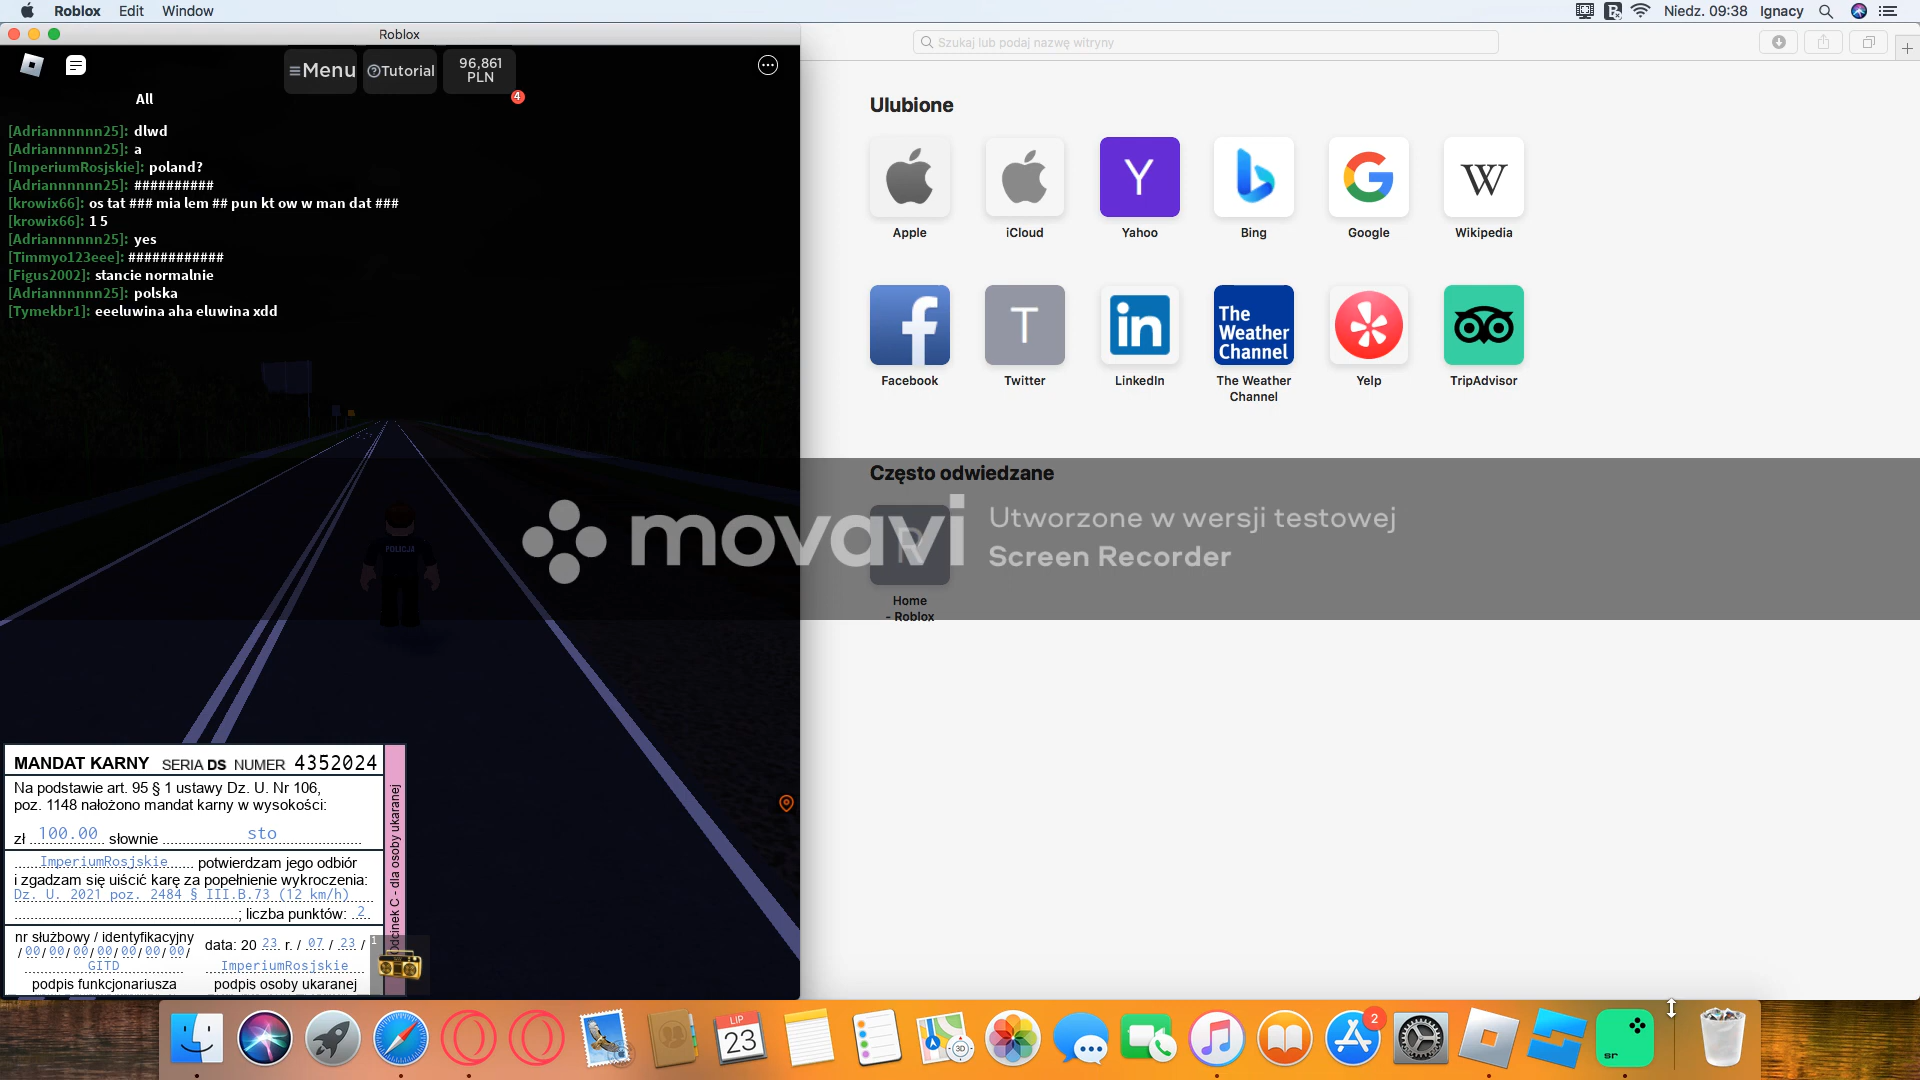 Roblox Edit Window
Niedz. 09:38 Ignacy
Roblox
Menu
Tutorial
96,861
PLN
4
All
[Adriannnnnn25]: dlwd
[Adriannnnnn25]: a
[ImperiumRosjskie]: poland?
[Adriannnnnn25]: ##########
[krowix66]: os tat ### mia lem ## pun kt ow w man dat ###
[krowix66]: 1 5
[Adriannnnnn25]: yes
[Timmyo123eee]: ############
[Figus2002]: stancie normalnie
[Adriannnnnn25]: polska
[Tymekbr1]: eeeluwina aha eluwina xdd
POLICJA
MANDAT KARNY SERIA DS NUMER 4352024
Na podstawie art. 95 § 1 ustawy Dz. U. Nr 106,
poz. 1148 nałożono mandat karny w wysokości:
zł 100.00 słownie sto
ImperiumRosjskie potwierdzam jego odbiór
i zgadzam się uiścić karę za popełnienie wykroczenia:
Dz. U. 2021 poz. 2484 § III.B.73 (12 km/h)
; liczba punktów: 2
nr służbowy / identyfikacyjny
/ 00 / 00 / 00 / 00 / 00 / 00 / 00 /
GITD
podpis funkcjonariusza
data: 20 23 r. / 07 / 23 /
ImperiumRosjskie
podpis osoby ukaranej
Odcinek C - dla osoby ukaranej
1
Szukaj lub podaj nazwę witryny
Ulubione
Y
W
Apple
iCloud
Yahoo
Bing
Google
Wikipedia
f
T
in
The
Weather
Channel
Facebook
Twitter
LinkedIn
The Weather
Channel
Yelp
TripAdvisor
Często odwiedzane
R
Home
- Roblox
movavi
Utworzone w wersji testowej
Screen Recorder
LIP
23
3D
2
sr